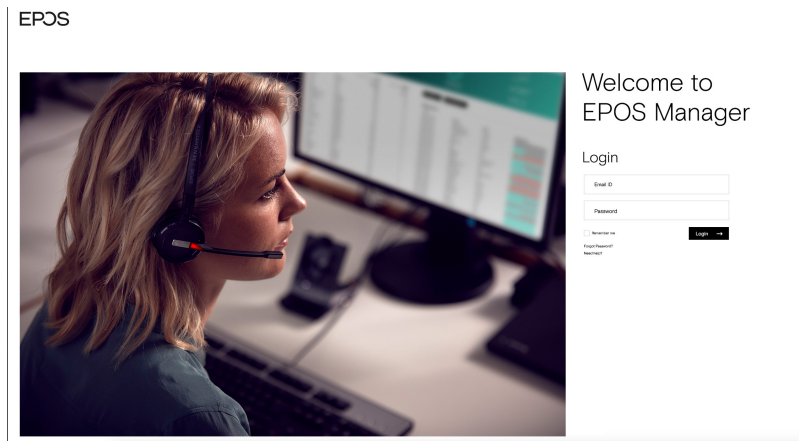 EPOS
Welcome to
EPOS Manager
Login
Email ID
Password
Remember me
Login →
Forgot Password?
Need Help?